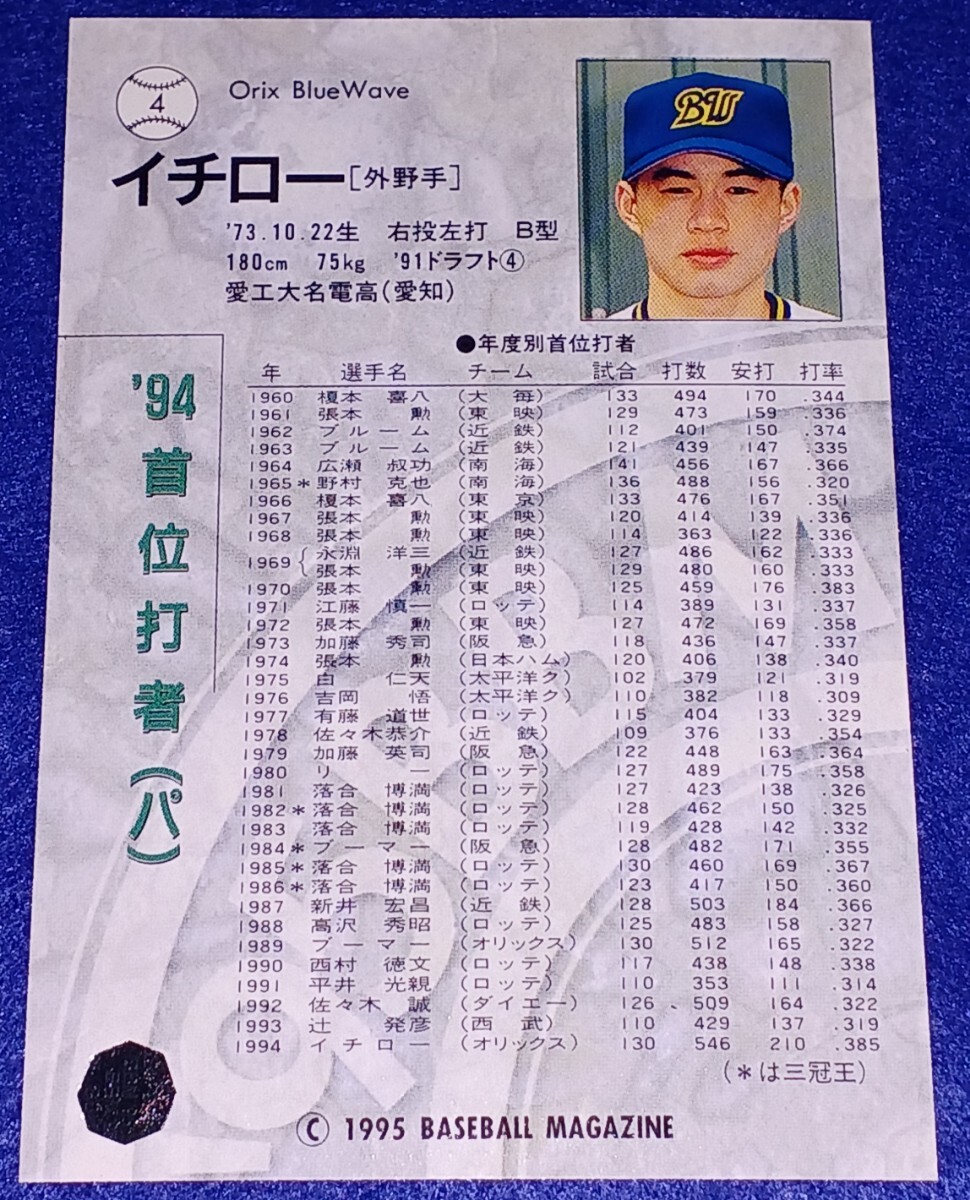 4
Orix BlueWave
イチロー[外野手]
'73.10.22生 右投左打 B型
180cm 75kg '91ドラフト④
愛工大名電高(愛知)
'94首位打者(パ)
●年度別首位打者
年 選手名 チーム 試合 打数 安打 打率
1960 榎本 喜八 (大 毎) 133 494 170 .344
1961 張本 勲 (東 映) 129 473 159 .336
1962 ブルーム (近 鉄) 112 401 150 .374
1963 ブルーム (近 鉄) 121 439 147 .335
1964 広瀬 叔功 (南 海) 141 456 167 .366
1965* 野村 克也 (南 海) 136 488 156 .320
1966 榎本 喜八 (東 京) 133 476 167 .351
1967 張本 勲 (東 映) 120 414 139 .336
1968 張本 勲 (東 映) 114 363 122 .336
1969 { 永淵 洋三 (近 鉄) 127 486 162 .333
張本 勲 (東 映) 129 480 160 .333
1970 張本 勲 (東 映) 125 459 176 .383
1971 江藤 慎一 (ロッテ) 114 389 131 .337
1972 張本 勲 (東 映) 127 472 169 .358
1973 加藤 秀司 (阪 急) 118 436 147 .337
1974 張本 勲 (日本ハム) 120 406 138 .340
1975 白 仁天 (太平洋ク) 102 379 121 .319
1976 吉岡 悟 (太平洋ク) 110 382 118 .309
1977 有藤 道世 (ロッテ) 115 404 133 .329
1978 佐々木恭介 (近 鉄) 109 376 133 .354
1979 加藤 英司 (阪 急) 122 448 163 .364
1980 リ ー (ロッテ) 127 489 175 .358
1981 落合 博満 (ロッテ) 127 423 138 .326
1982* 落合 博満 (ロッテ) 128 462 150 .325
1983 落合 博満 (ロッテ) 119 428 142 .332
1984* ブーマー (阪 急) 128 482 171 .355
1985* 落合 博満 (ロッテ) 130 460 169 .367
1986* 落合 博満 (ロッテ) 123 417 150 .360
1987 新井 宏昌 (近 鉄) 128 503 184 .366
1988 高沢 秀昭 (ロッテ) 125 483 158 .327
1989 ブーマー (オリックス) 130 512 165 .322
1990 西村 徳文 (ロッテ) 117 438 148 .338
1991 平井 光親 (ロッテ) 110 353 111 .314
1992 佐々木 誠 (ダイエー) 126 509 164 .322
1993 辻 発彦 (西 武) 110 429 137 .319
1994 イチロー (オリックス) 130 546 210 .385
(*は三冠王)
© 1995 BASEBALL MAGAZINE
BW